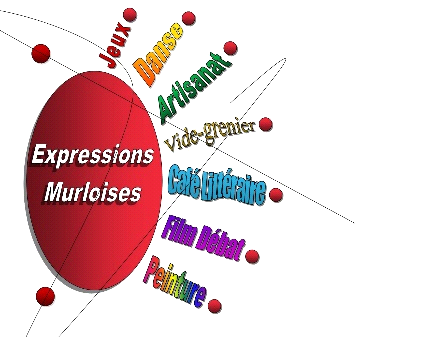 Jeux
Danse
Artisanat
Vide-grenier
Café Littéraire
Film Débat
Peinture
Expressions
Murloises